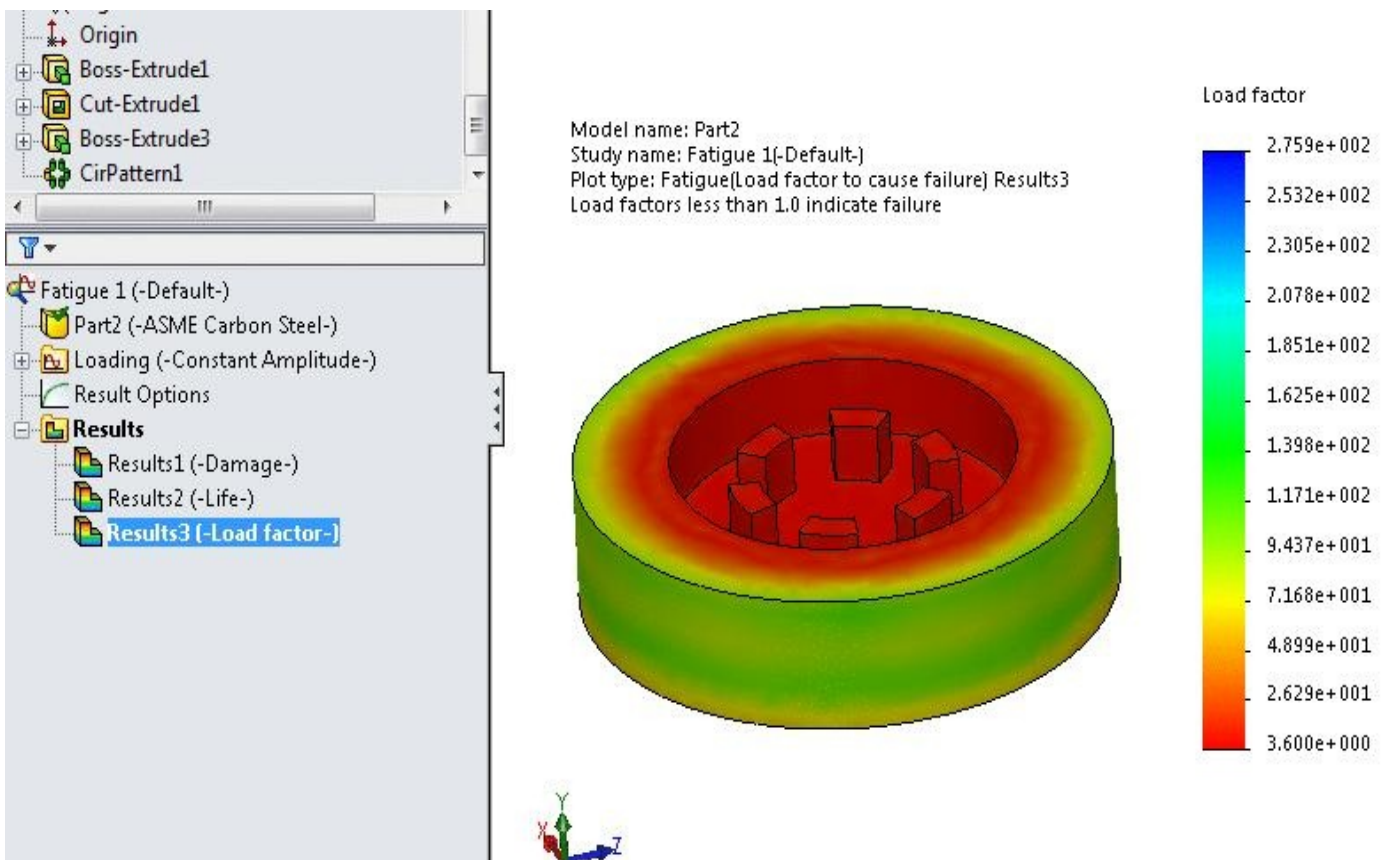 Origin
Boss-Extrude1
Cut-Extrude1
Boss-Extrude3
CirPattern1
Fatigue 1 (-Default-)
Part2 (-ASME Carbon Steel-)
Loading (-Constant Amplitude-)
Result Options
Results
Results1 (-Damage-)
Results2 (-Life-)
Results3 (-Load factor-)
Model name: Part2
Study name: Fatigue 1(-Default-)
Plot type: Fatigue(Load factor to cause failure) Results3
Load factors less than 1.0 indicate failure
Load factor
2.759e+002
2.532e+002
2.305e+002
2.078e+002
1.851e+002
1.625e+002
1.398e+002
1.171e+002
9.437e+001
7.168e+001
4.899e+001
2.629e+001
3.600e+000
Y
X
Z